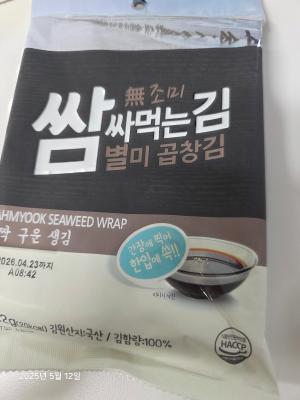 無 조미
쌈 싸먹는김
별미 곱창김
AHMYOOK SEAWEED WRAP
구운 생김
간장에 찍어
한입에 쏙!!
2026.04.23까지
A08:42
(20kcal) 김원산지:국산 / 김함량:100%
HACCP
2025년 5월 12일